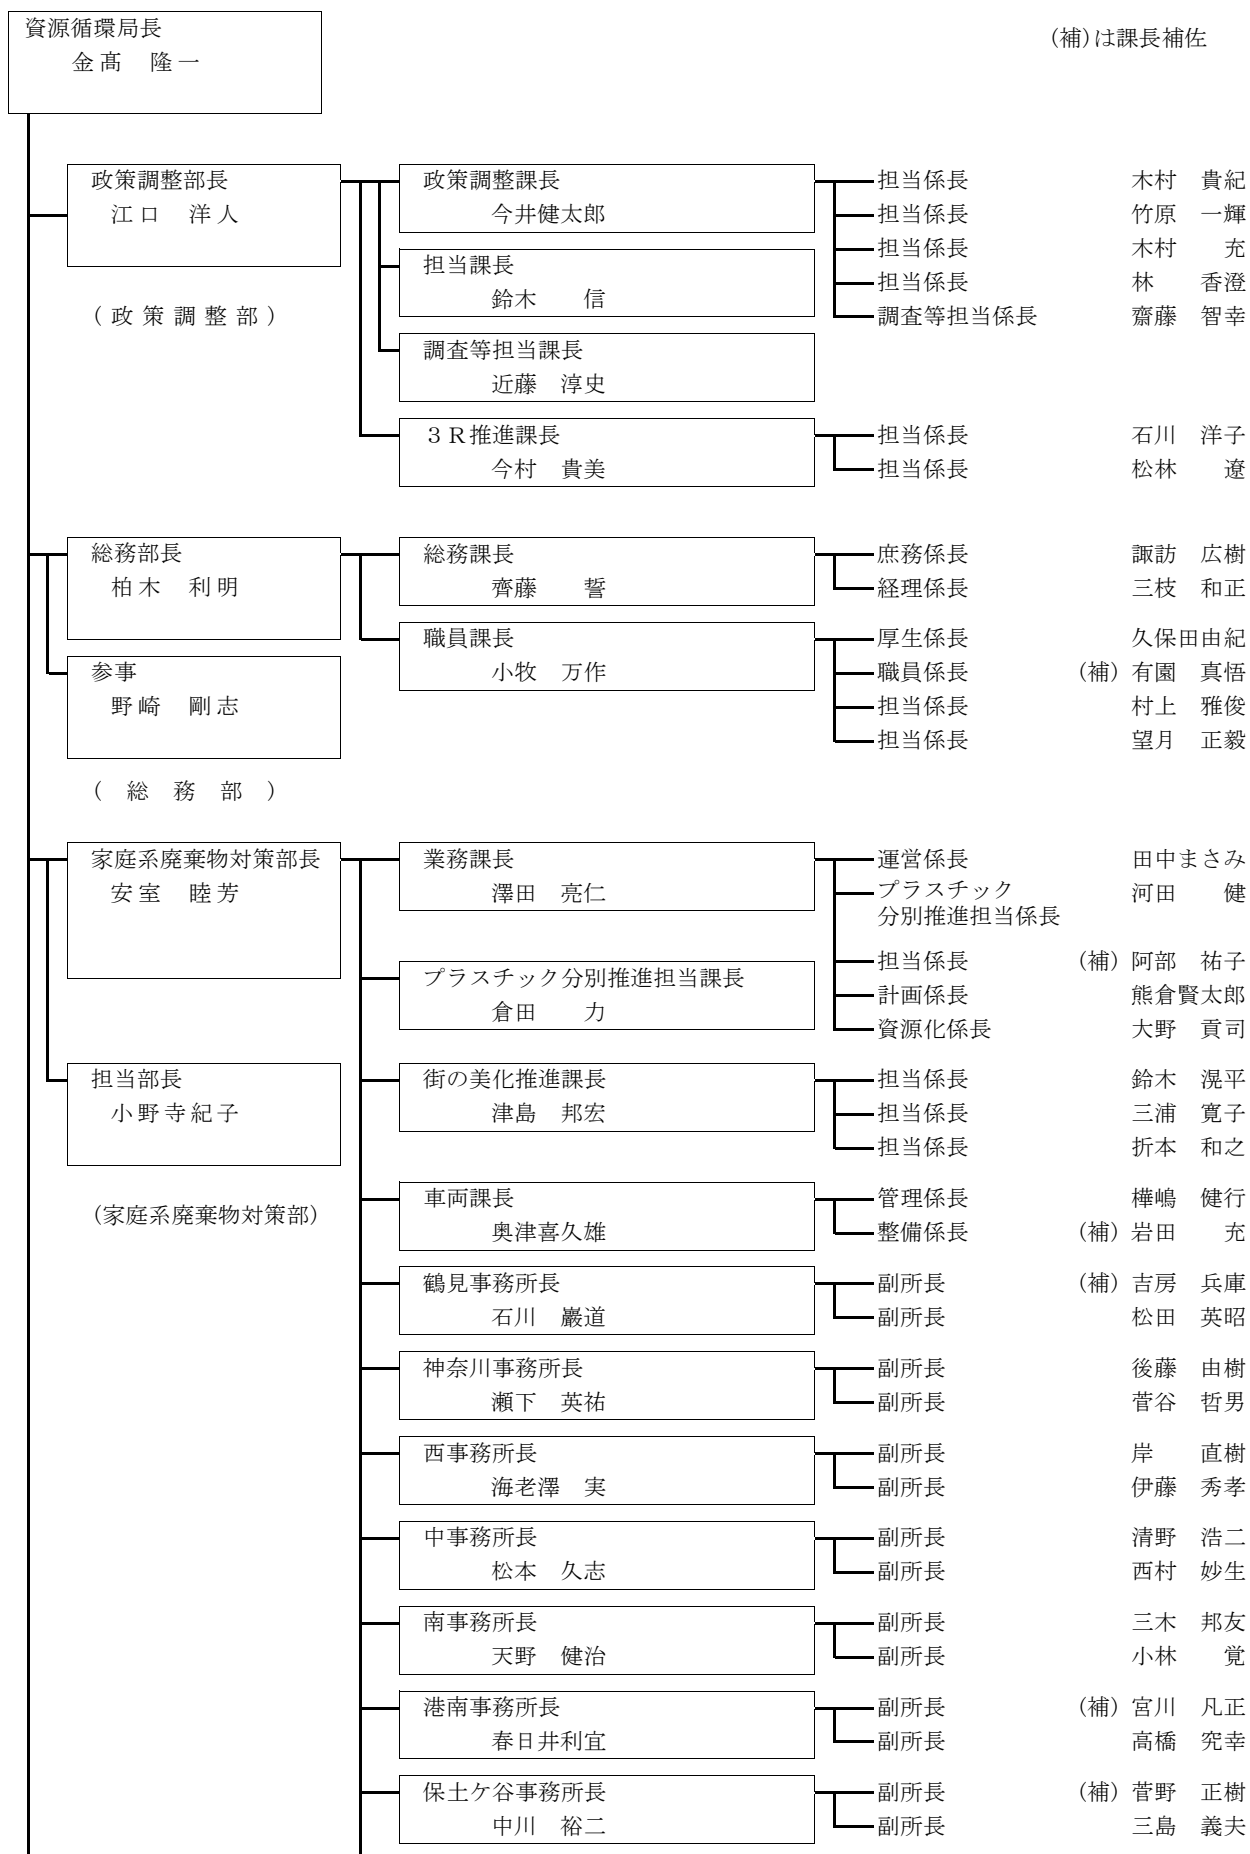 資源循環局長
金髙 隆一
(補)は課長補佐
政策調整部長
江口 洋人
(政策調整部)
政策調整課長
今井健太郎
担当係長 木村 貴紀
担当係長 竹原 一輝
担当係長 木村 充
担当係長 林 香澄
調査等担当係長 齋藤 智幸
担当課長
鈴木 信
調査等担当課長
近藤 淳史
3R推進課長
今村 貴美
担当係長 石川 洋子
担当係長 松林 遼
総務部長
柏木 利明
参事
野崎 剛志
(総務部)
総務課長
齊藤 誓
庶務係長 諏訪 広樹
経理係長 三枝 和正
職員課長
小牧 万作
厚生係長 久保田由紀
職員係長 (補) 有園 真悟
担当係長 村上 雅俊
担当係長 望月 正毅
家庭系廃棄物対策部長
安室 睦芳
担当部長
小野寺紀子
(家庭系廃棄物対策部)
業務課長
澤田 亮仁
運営係長 田中まさみ
プラスチック
分別推進担当係長 河田 健
担当係長 (補) 阿部 祐子
計画係長 熊倉賢太郎
資源化係長 大野 貢司
プラスチック分別推進担当課長
倉田 力
街の美化推進課長
津島 邦宏
担当係長 鈴木 滉平
担当係長 三浦 寛子
担当係長 折本 和之
車両課長
奥津喜久雄
管理係長 樺嶋 健行
整備係長 (補) 岩田 充
鶴見事務所長
石川 巖道
副所長 (補) 吉房 兵庫
副所長 松田 英昭
神奈川事務所長
瀬下 英祐
副所長 後藤 由樹
副所長 菅谷 哲男
西事務所長
海老澤 実
副所長 岸 直樹
副所長 伊藤 秀孝
中事務所長
松本 久志
副所長 清野 浩二
副所長 西村 妙生
南事務所長
天野 健治
副所長 三木 邦友
副所長 小林 覚
港南事務所長
春日井利宜
副所長 (補) 宮川 凡正
副所長 高橋 究幸
保土ケ谷事務所長
中川 裕二
副所長 (補) 菅野 正樹
副所長 三島 義夫